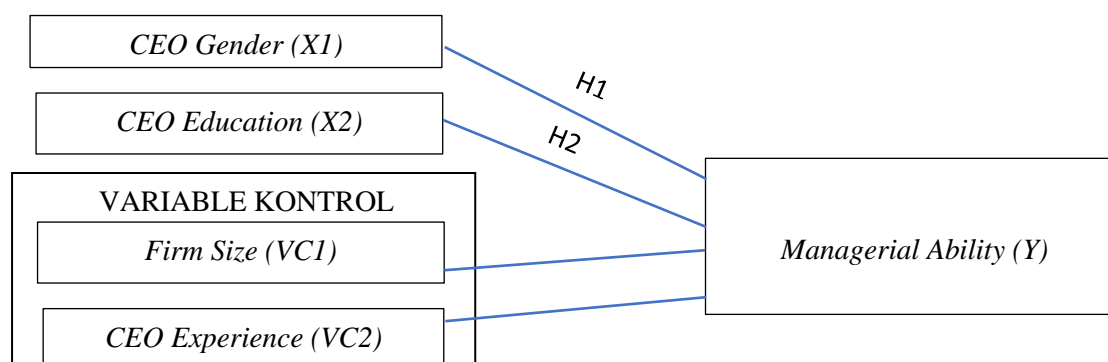 CEO Gender (X1)
H1
CEO Education (X2)
H2
VARIABLE KONTROL
Firm Size (VC1)
Managerial Ability (Y)
CEO Experience (VC2)